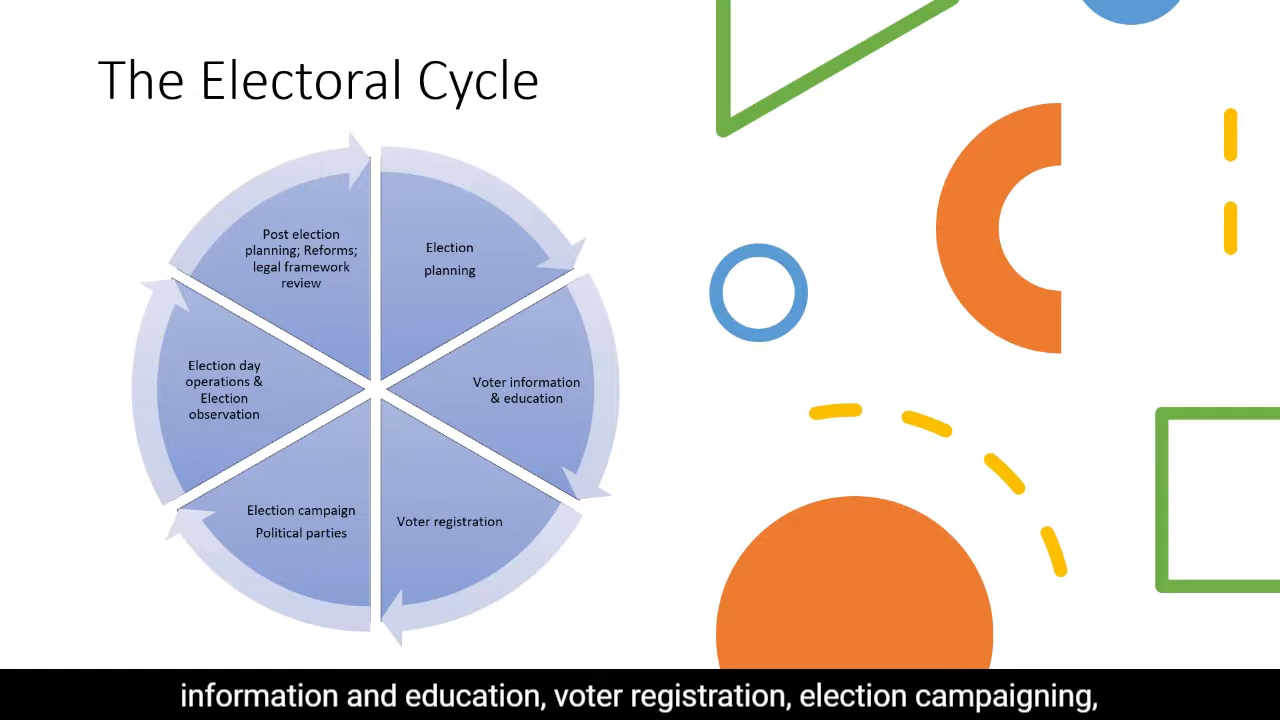 The Electoral Cycle
Post election
planning; Reforms;
legal framework
review
Election
planning
Election day
operations &
Election
observation
Voter information
& education
Election campaign
Political parties
Voter registration
information and education, voter registration, election campaigning,